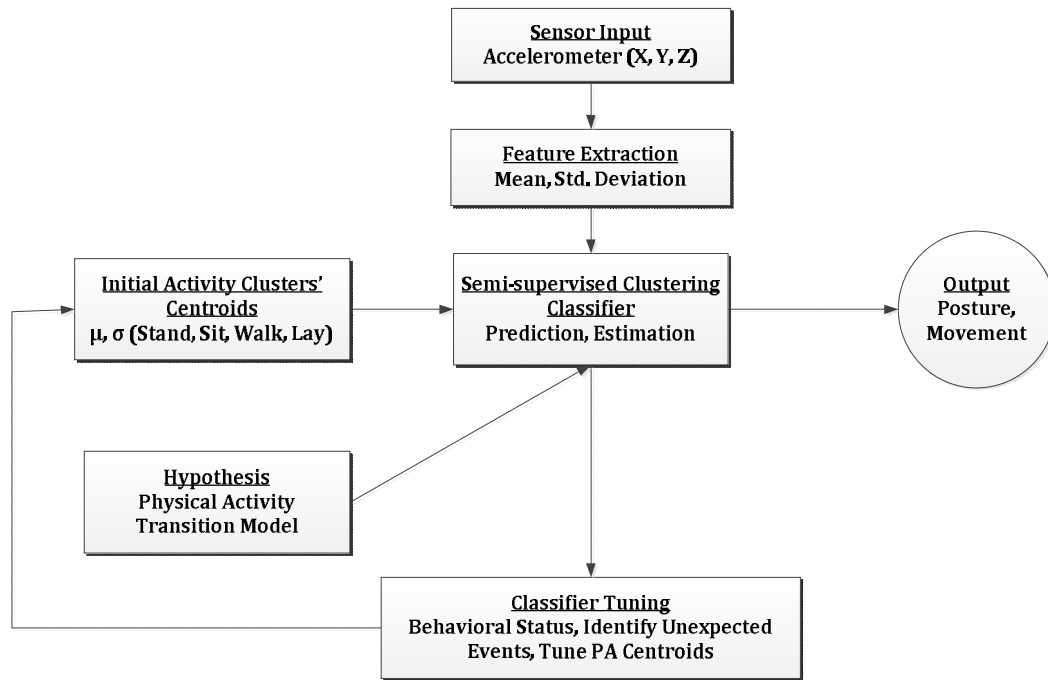 Sensor Input
Accelerometer (X, Y, Z)
Feature Extraction
Mean, Std. Deviation
Initial Activity Clusters'
Centroids
μ, σ (Stand, Sit, Walk, Lay)
Semi-supervised Clustering
Classifier
Prediction, Estimation
Output
Posture,
Movement
Hypothesis
Physical Activity
Transition Model
Classifier Tuning
Behavioral Status, Identify Unexpected
Events, Tune PA Centroids